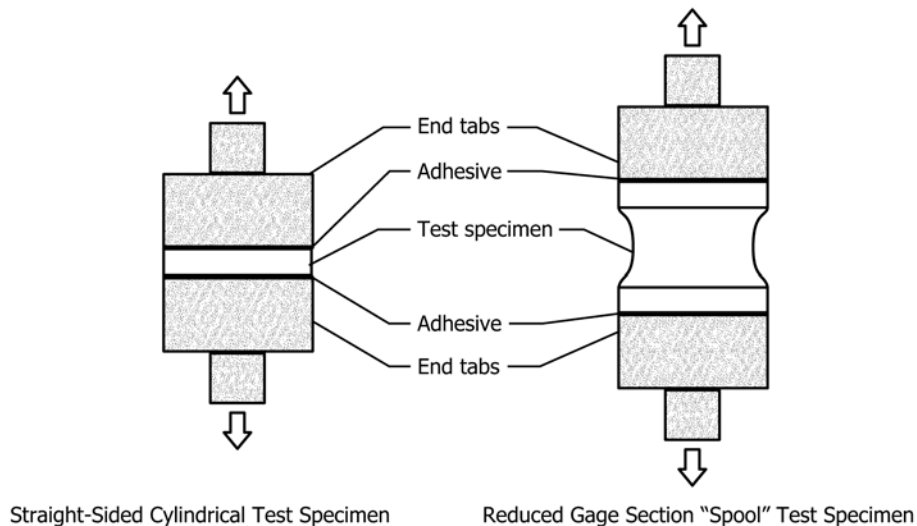 End tabs
Adhesive
Test specimen
Adhesive
End tabs
Straight-Sided Cylindrical Test Specimen
Reduced Gage Section “Spool” Test Specimen